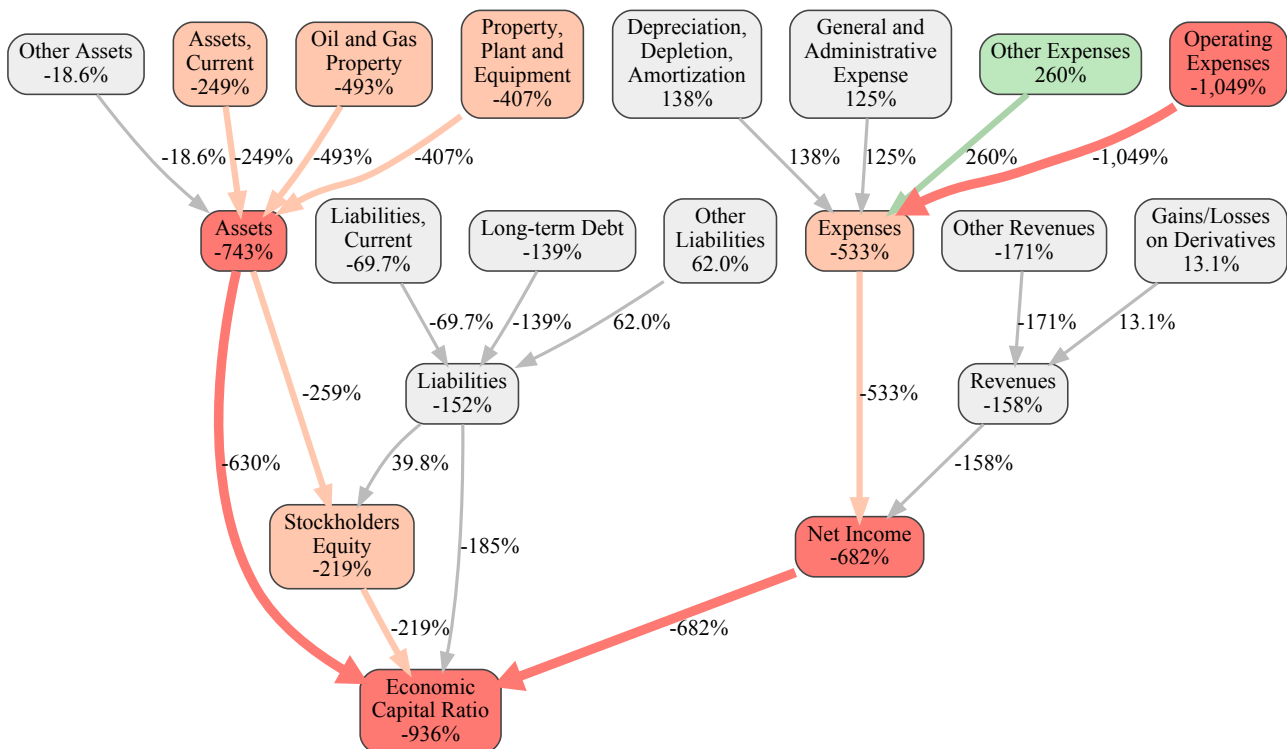 Other Assets
-18.6%
Assets,
Current
-249%
Oil and Gas
Property
-493%
Property,
Plant and
Equipment
-407%
Depreciation,
Depletion,
Amortization
138%
General and
Administrative
Expense
125%
Other Expenses
260%
Operating
Expenses
-1,049%
-18.6%
-249%
-493%
-407%
138%
125%
260%
-1,049%
Assets
-743%
Liabilities,
Current
-69.7%
Long-term Debt
-139%
Other
Liabilities
62.0%
Expenses
-533%
Other Revenues
-171%
Gains/Losses
on Derivatives
13.1%
-69.7%
-139%
62.0%
-171%
13.1%
-259%
Liabilities
-152%
-533%
Revenues
-158%
-630%
39.8%
-158%
Stockholders
Equity
-219%
-185%
Net Income
-682%
-219%
-682%
Economic
Capital Ratio
-936%